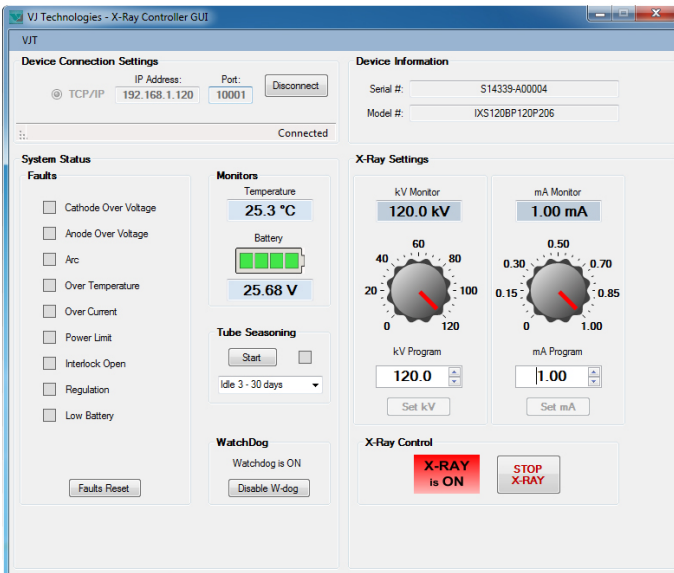 VJ Technologies - X-Ray Controller GUI
VJT
Device Connection Settings
IP Address: Port:
TCP/IP 192.168.1.120 10001 Disconnect
Connected
Device Information
Serial #: S14339-A00004
Model #: IXS120BP120P206
System Status
Faults
Cathode Over Voltage
Anode Over Voltage
Arc
Over Temperature
Over Current
Power Limit
Interlock Open
Regulation
Low Battery
Faults Reset
Monitors
Temperature
25.3 °C
Battery
25.68 V
Tube Seasoning
Start
Idle 3 - 30 days
WatchDog
Watchdog is ON
Disable W-dog
X-Ray Settings
kV Monitor
120.0 kV
60
40 80
20 100
0 120
kV Program
120.0
Set kV
mA Monitor
1.00 mA
0.50
0.30 0.70
0.15 0.85
0 1.00
mA Program
1.00
Set mA
X-Ray Control
X-RAY
is ON
STOP
X-RAY